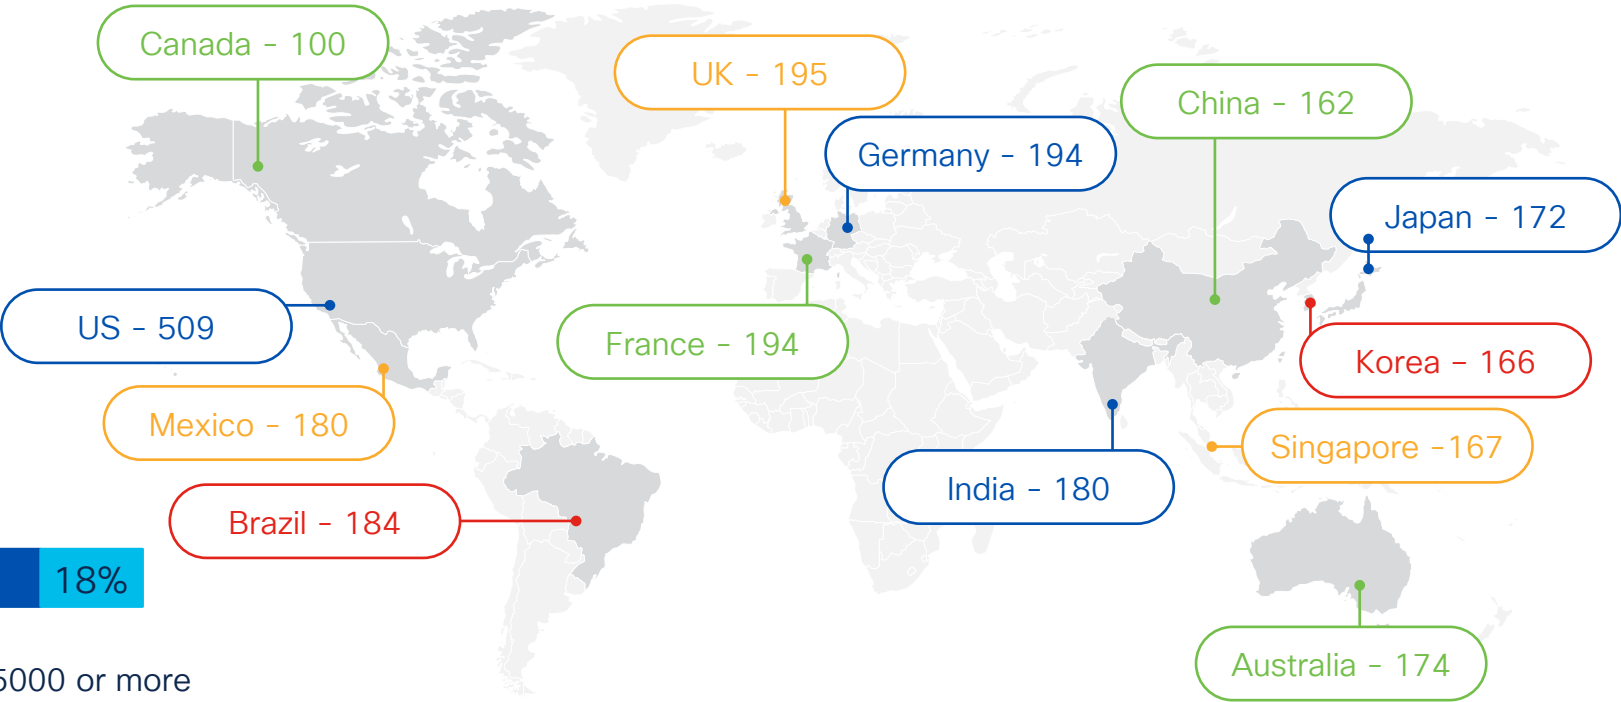 Canada - 100
UK - 195
China - 162
Germany - 194
Japan - 172
US - 509
France - 194
Korea - 166
Mexico - 180
Singapore -167
India - 180
Brazil - 184
18%
Australia - 174
5000 or more